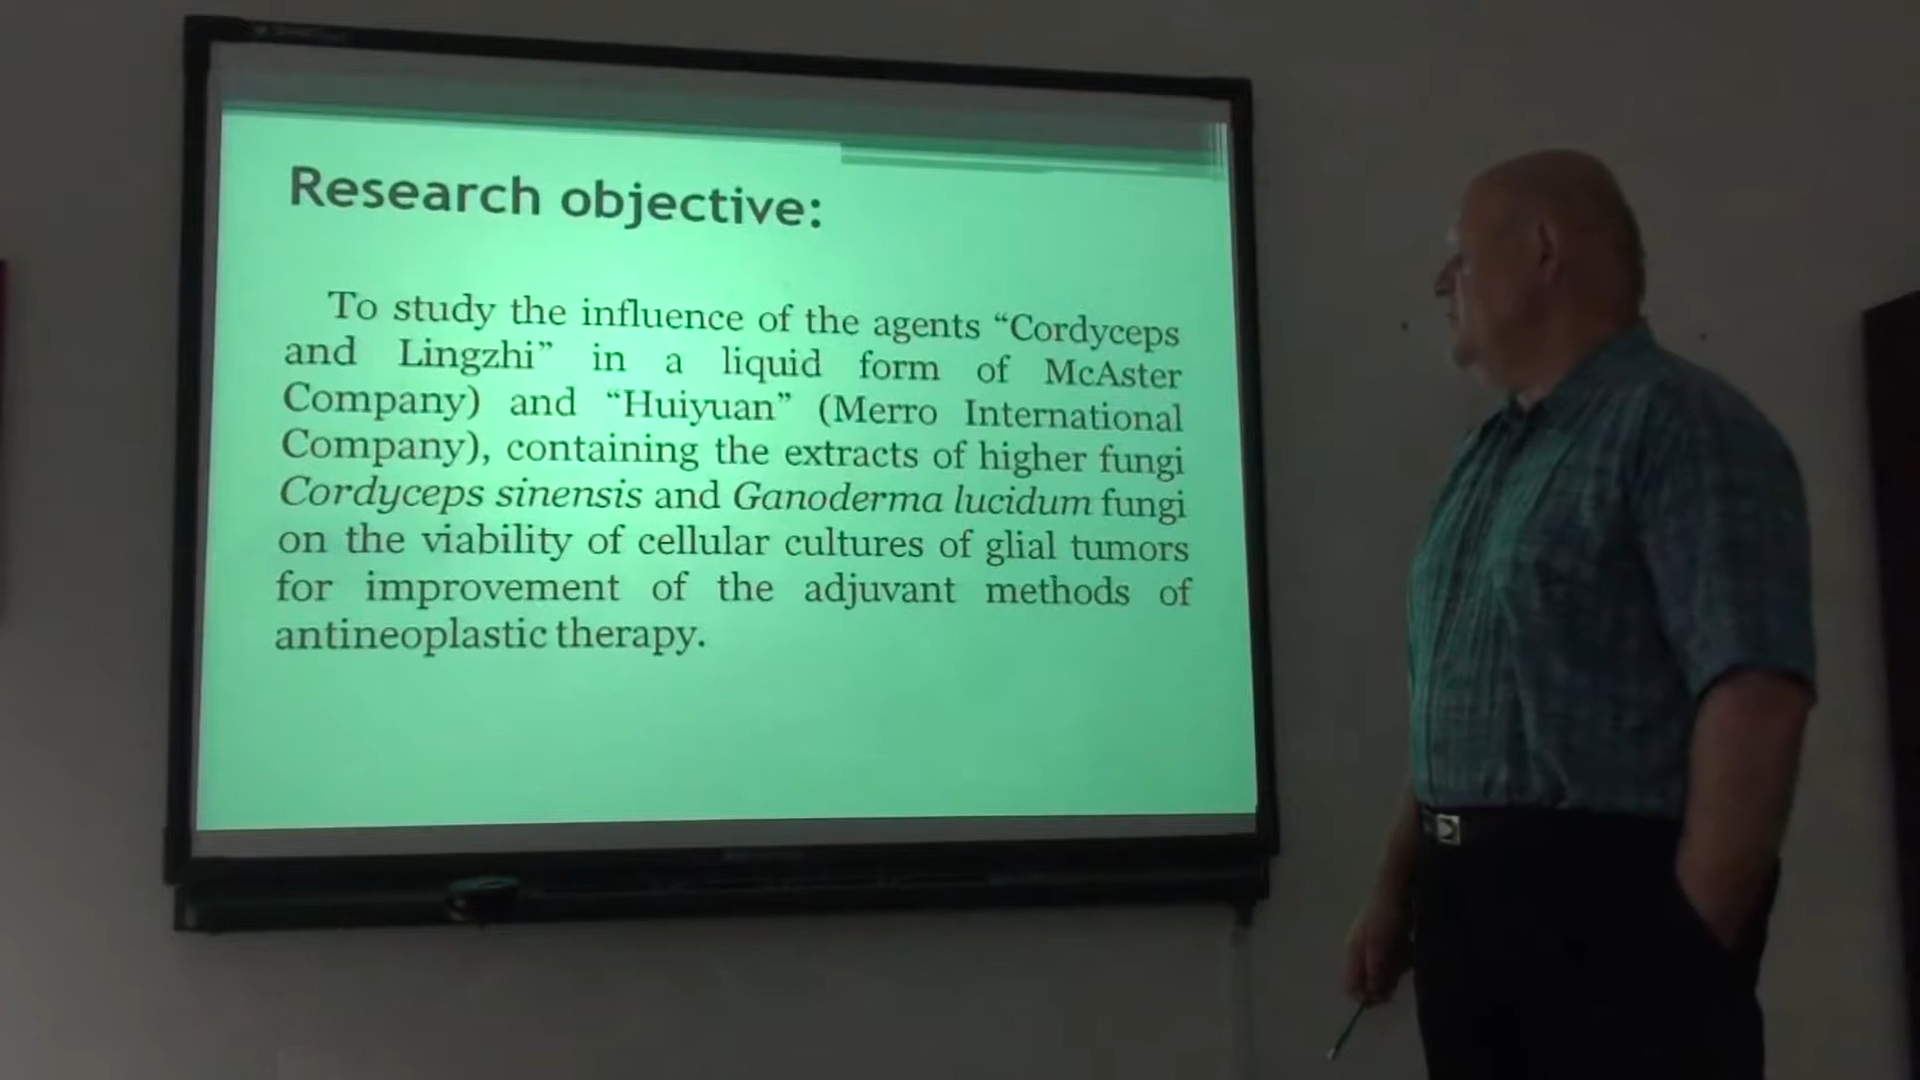 Research objective:
To study the influence of the agents “Cordyceps
and Lingzhi” in a liquid form of McAster
Company) and “Huiyuan” (Merro International
Company), containing the extracts of higher fungi
Cordyceps sinensis and Ganoderma lucidum fungi
on the viability of cellular cultures of glial tumors
for improvement of the adjuvant methods of
antineoplastic therapy.